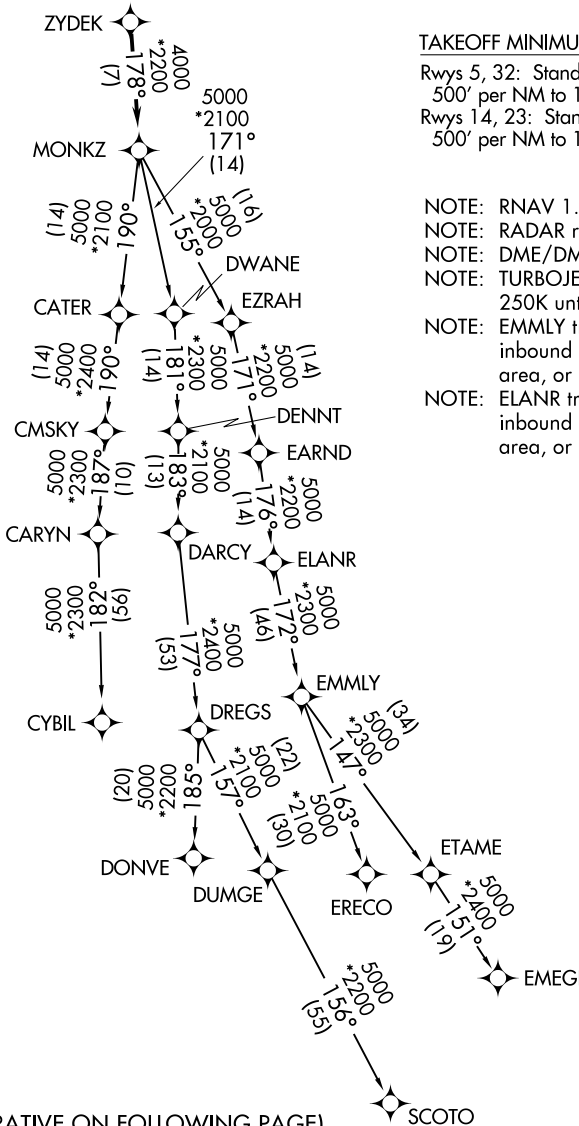 ZYDEK
4000
*2200
178°
(7)
MONKZ
5000
*2100
171°
(14)
(14)
5000
*2100
190°
(16)
5000
*2000
155°
DWANE
CATER
EZRAH
(14)
5000
*2400
190°
5000
*2300
181°
(14)
(14)
5000
*2200
171°
DENNT
CMSKY
EARND
5000
*2300
187°
(10)
5000
*2100
183°
(13)
5000
*2200
176°
(14)
CARYN
DARCY
ELANR
5000
*2300
182°
(56)
5000
*2400
177°
(53)
5000
*2300
172°
(46)
EMMLY
CYBIL
DREGS
(20)
5000
*2200
185°
(22)
5000
*2100
157°
5000
*2100
163°
(30)
(34)
5000
*2300
147°
DONVE
DUMGE
ERECO
ETAME
5000
*2400
151°
(19)
EMEG
5000
*2200
156°
(55)
SCOTO
TAKEOFF MINIMU
Rwys 5, 32: Stand
500' per NM to 1
Rwys 14, 23: Stan
500' per NM to 1
NOTE: RNAV 1.
NOTE: RADAR r
NOTE: DME/DM
NOTE: TURBOJE
250K unt
NOTE: EMMLY t
inbound
area, or
NOTE: ELANR tr
inbound
area, or
RATIVE ON FOLLOWING PAGE)